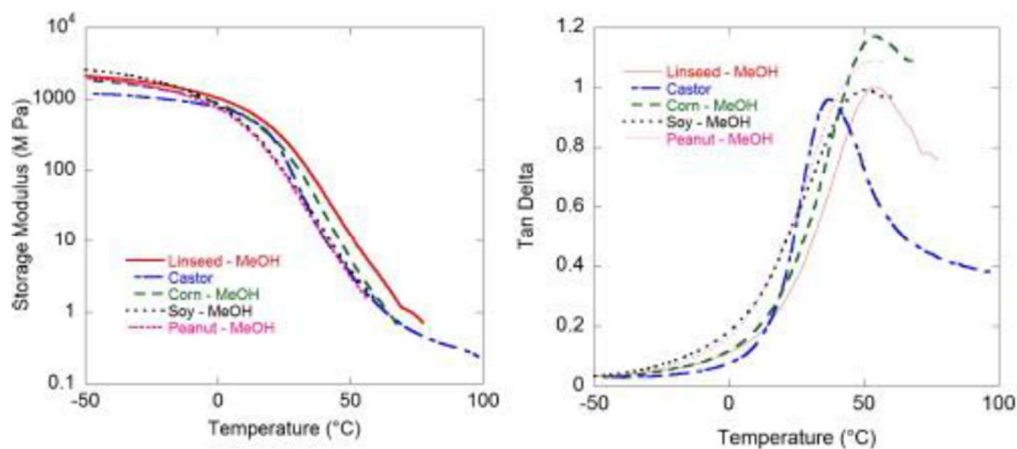 10⁴
1000
100
10
1
0.1
Storage Modulus (M Pa)
Linseed - MeOH
Castor
Corn - MeOH
Soy - MeOH
Peanut - MeOH
-50
0
50
100
Temperature (°C)
1.2
1
0.8
0.6
0.4
0.2
0
Tan Delta
Linseed - MeOH
Castor
Corn - MeOH
Soy - MeOH
Peanut - MeOH
-50
0
50
100
Temperature (°C)